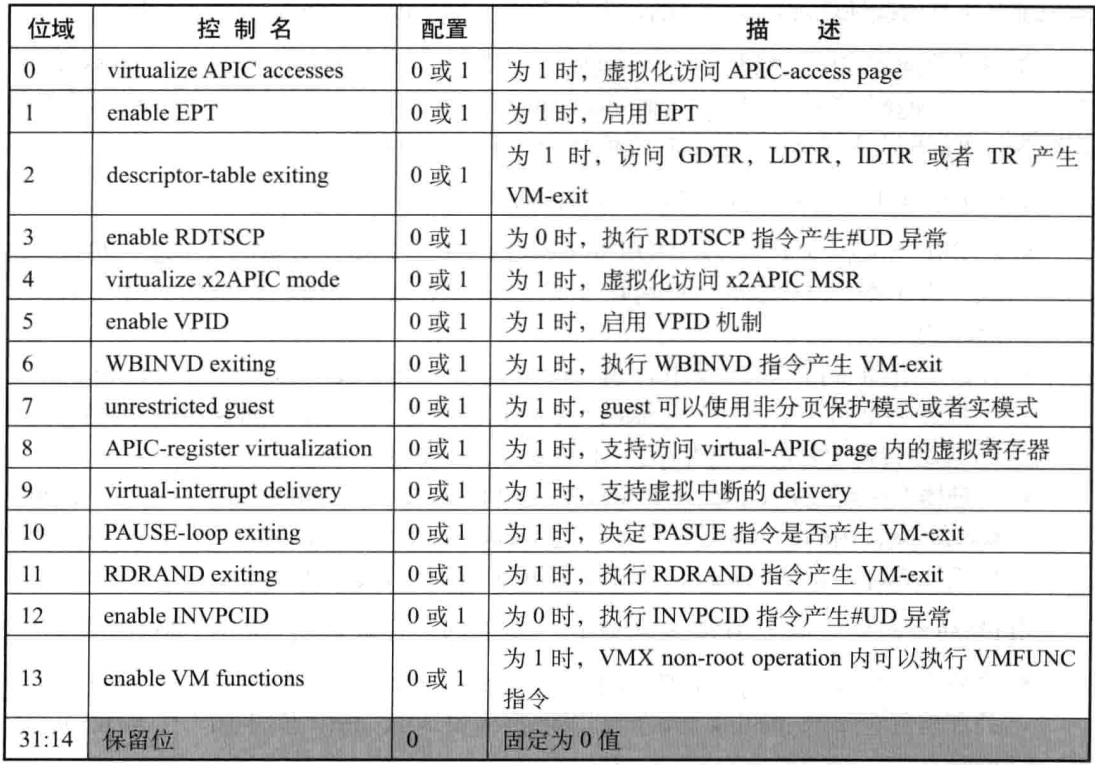 位域 控 制 名 配置 描 述
0 virtualize APIC accesses 0 或 1 为 1 时，虚拟化访问 APIC-access page
1 enable EPT 0 或 1 为 1 时，启用 EPT
2 descriptor-table exiting 0 或 1 为 1 时，访问 GDTR，LDTR，IDTR 或者 TR 产生
VM-exit
3 enable RDTSCP 0 或 1 为 0 时，执行 RDTSCP 指令产生#UD 异常
4 virtualize x2APIC mode 0 或 1 为 1 时，虚拟化访问 x2APIC MSR
5 enable VPID 0 或 1 为 1 时，启用 VPID 机制
6 WBINVD exiting 0 或 1 为 1 时，执行 WBINVD 指令产生 VM-exit
7 unrestricted guest 0 或 1 为 1 时，guest 可以使用非分页保护模式或者实模式
8 APIC-register virtualization 0 或 1 为 1 时，支持访问 virtual-APIC page 内的虚拟寄存器
9 virtual-interrupt delivery 0 或 1 为 1 时，支持虚拟中断的 delivery
10 PAUSE-loop exiting 0 或 1 为 1 时，决定 PASUE 指令是否产生 VM-exit
11 RDRAND exiting 0 或 1 为 1 时，执行 RDRAND 指令产生 VM-exit
12 enable INVPCID 0 或 1 为 0 时，执行 INVPCID 指令产生#UD 异常
13 enable VM functions 0 或 1 为 1 时，VMX non-root operation 内可以执行 VMFUNC
指令
31:14 保留位 0 固定为 0 值